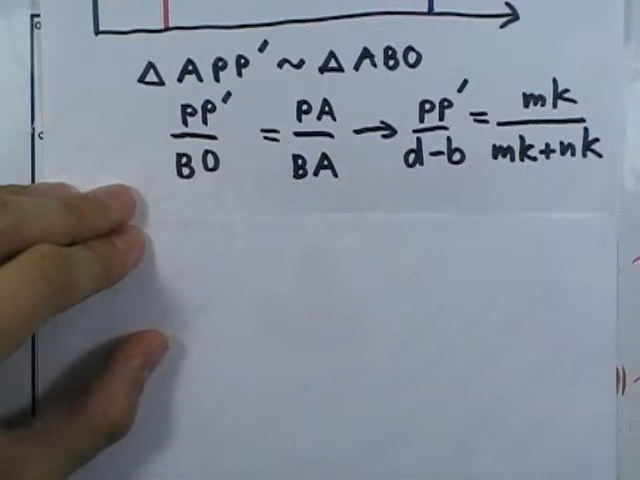 △APP' ~ △ABO
PP'/BO = PA/BA → PP'/d-b = mk/mk+nk